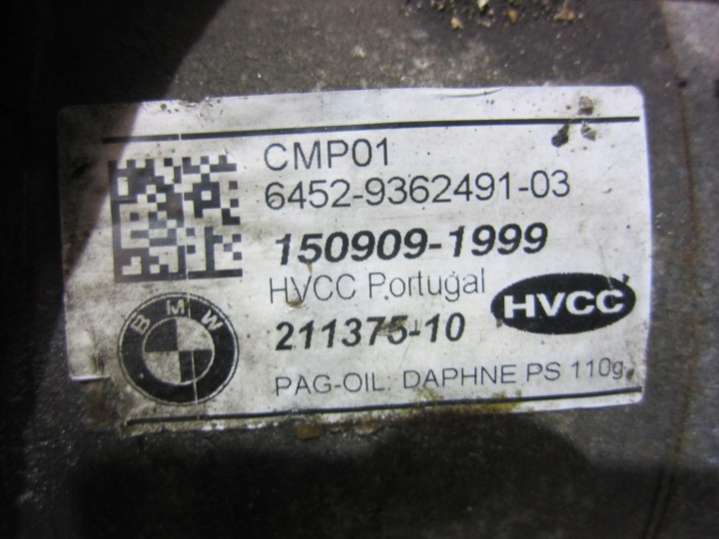 CMP01
6452-9362491-03
150909-1999
HVCC Portugal
HVCC
211375-10
BMW
PAG-OIL: DAPHNE PS 110g